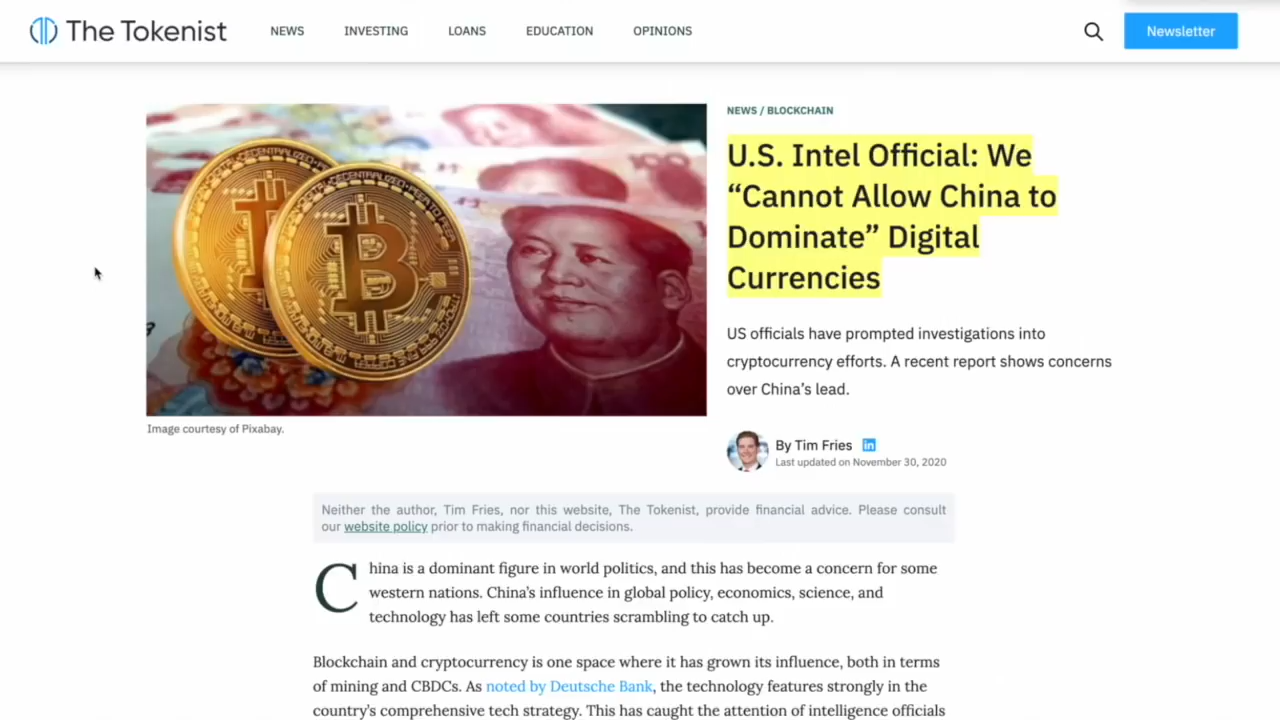 The Tokenist
NEWS
INVESTING
LOANS
EDUCATION
OPINIONS
Newsletter
DECENTRALIZED
DECENTRALIZED
100
Image courtesy of Pixabay.
NEWS / BLOCKCHAIN
U.S. Intel Official: We
“Cannot Allow China to
Dominate” Digital
Currencies
US officials have prompted investigations into
cryptocurrency efforts. A recent report shows concerns
over China’s lead.
By Tim Fries in
Last updated on November 30, 2020
Neither the author, Tim Fries, nor this website, The Tokenist, provide financial advice. Please consult
our website policy prior to making financial decisions.
China is a dominant figure in world politics, and this has become a concern for some
western nations. China’s influence in global policy, economics, science, and
technology has left some countries scrambling to catch up.
Blockchain and cryptocurrency is one space where it has grown its influence, both in terms
of mining and CBDCs. As noted by Deutsche Bank, the technology features strongly in the
country’s comprehensive tech strategy. This has caught the attention of intelligence officials